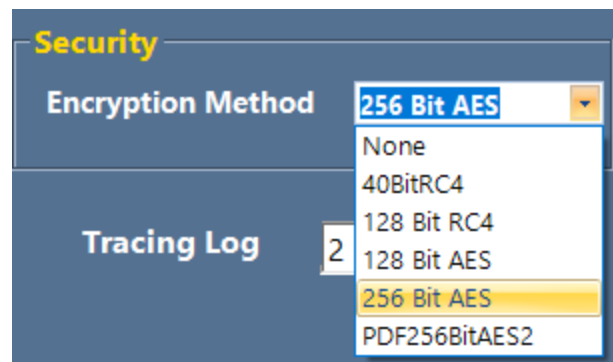 Security
Encryption Method 256 Bit AES
None
40BitRC4
128 Bit RC4
Tracing Log 2
128 Bit AES
256 Bit AES
PDF256BitAES2